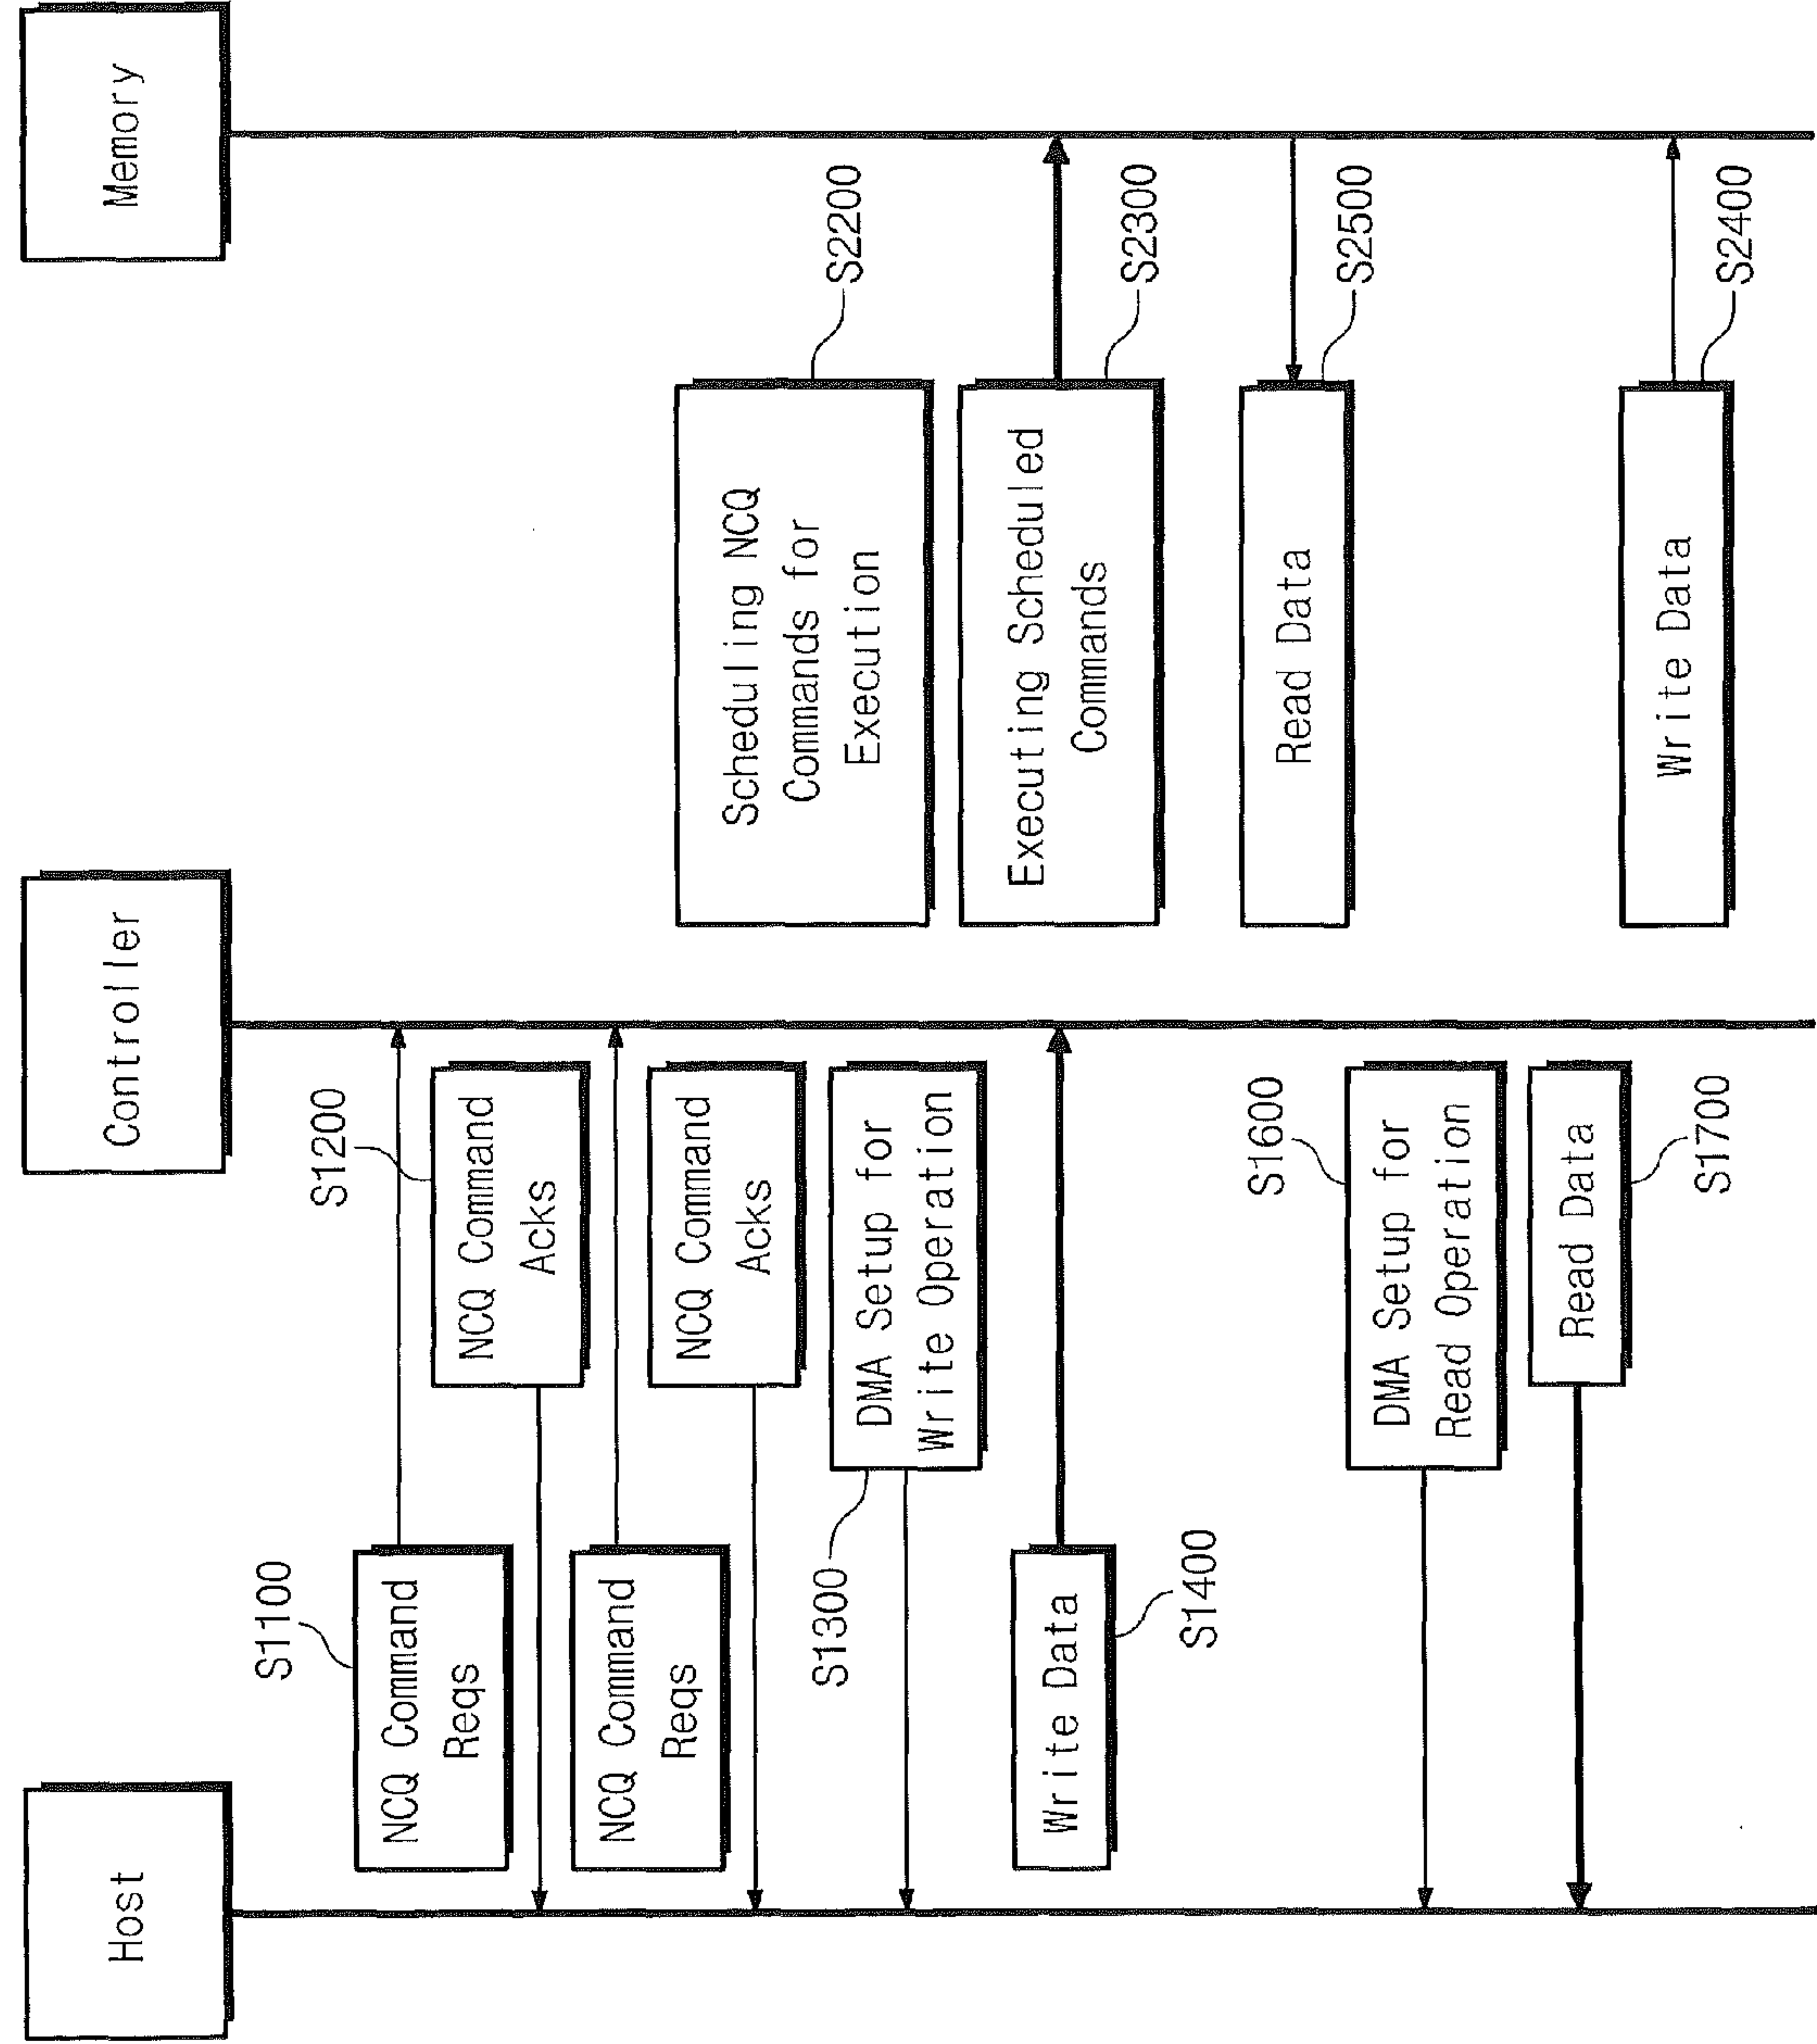 Host
Controller
Memory
S1100
NCQ Command
Reqs
S1200
NCQ Command
Acks
NCQ Command
Reqs
NCQ Command
Acks
Scheduling NCQ
Commands for
Execution
S2200
S1300
DMA Setup for
Write Operation
Executing Scheduled
Commands
S2300
Write Data
S1400
Read Data
S2500
S1600
DMA Setup for
Read Operation
Read Data
S1700
Write Data
S2400